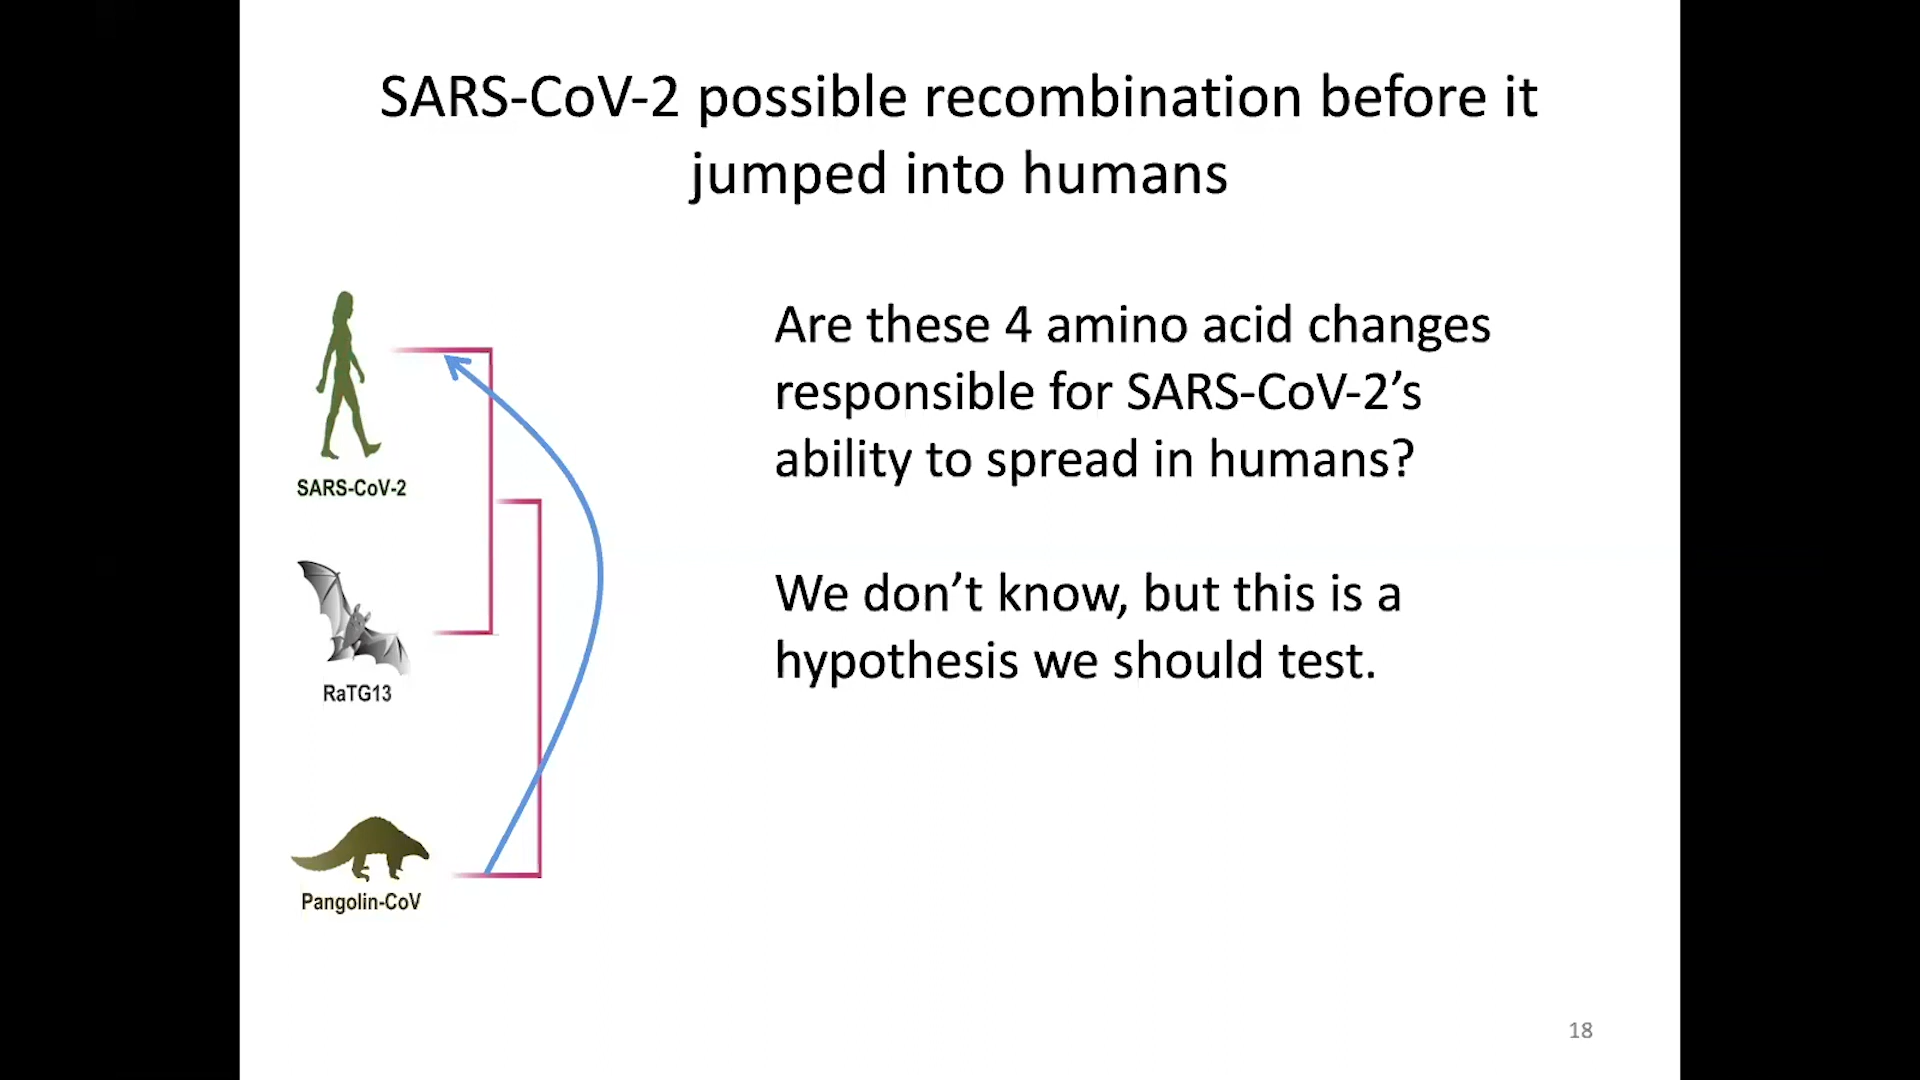 SARS-CoV-2 possible recombination before it
jumped into humans
Are these 4 amino acid changes
responsible for SARS-CoV-2’s
ability to spread in humans?
We don’t know, but this is a
hypothesis we should test.
SARS-CoV-2
RaTG13
Pangolin-CoV
18